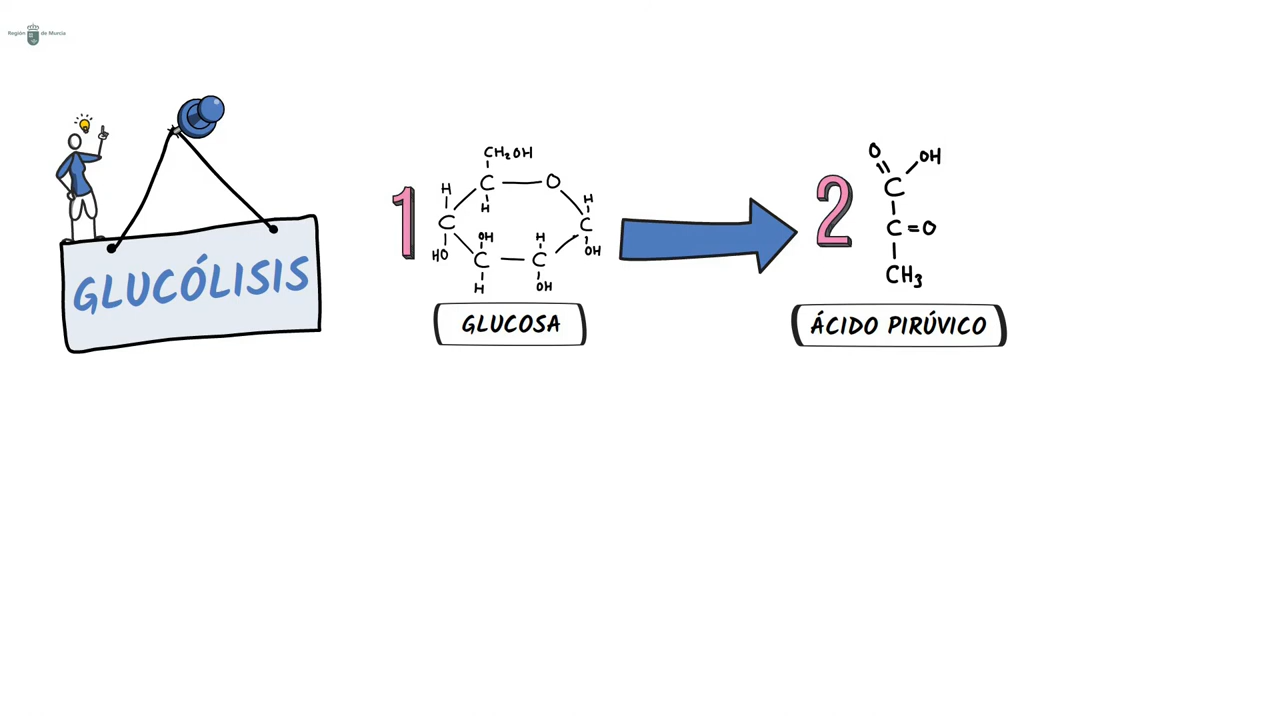 Región de Murcia
GLUCÓLISIS
1
CH₂OH
C
O
H
H
H
C
C
OH
H
HO
C
C
OH
H
OH
GLUCOSA
2
O
OH
C
C=O
CH₃
ÁCIDO PIRÚVICO